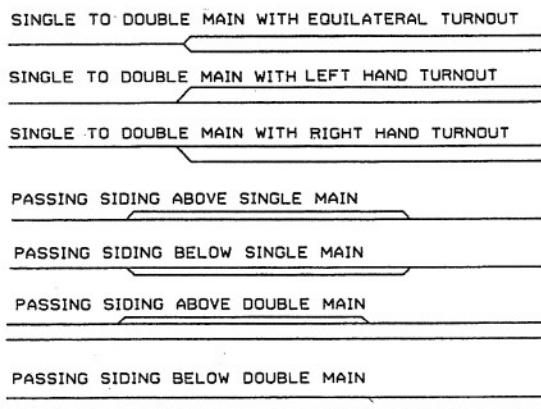 SINGLE TO DOUBLE MAIN WITH EQUILATERAL TURNOUT
SINGLE TO DOUBLE MAIN WITH LEFT HAND TURNOUT
SINGLE TO DOUBLE MAIN WITH RIGHT HAND TURNOUT
PASSING SIDING ABOVE SINGLE MAIN
PASSING SIDING BELOW SINGLE MAIN
PASSING SIDING ABOVE DOUBLE MAIN
PASSING SIDING BELOW DOUBLE MAIN